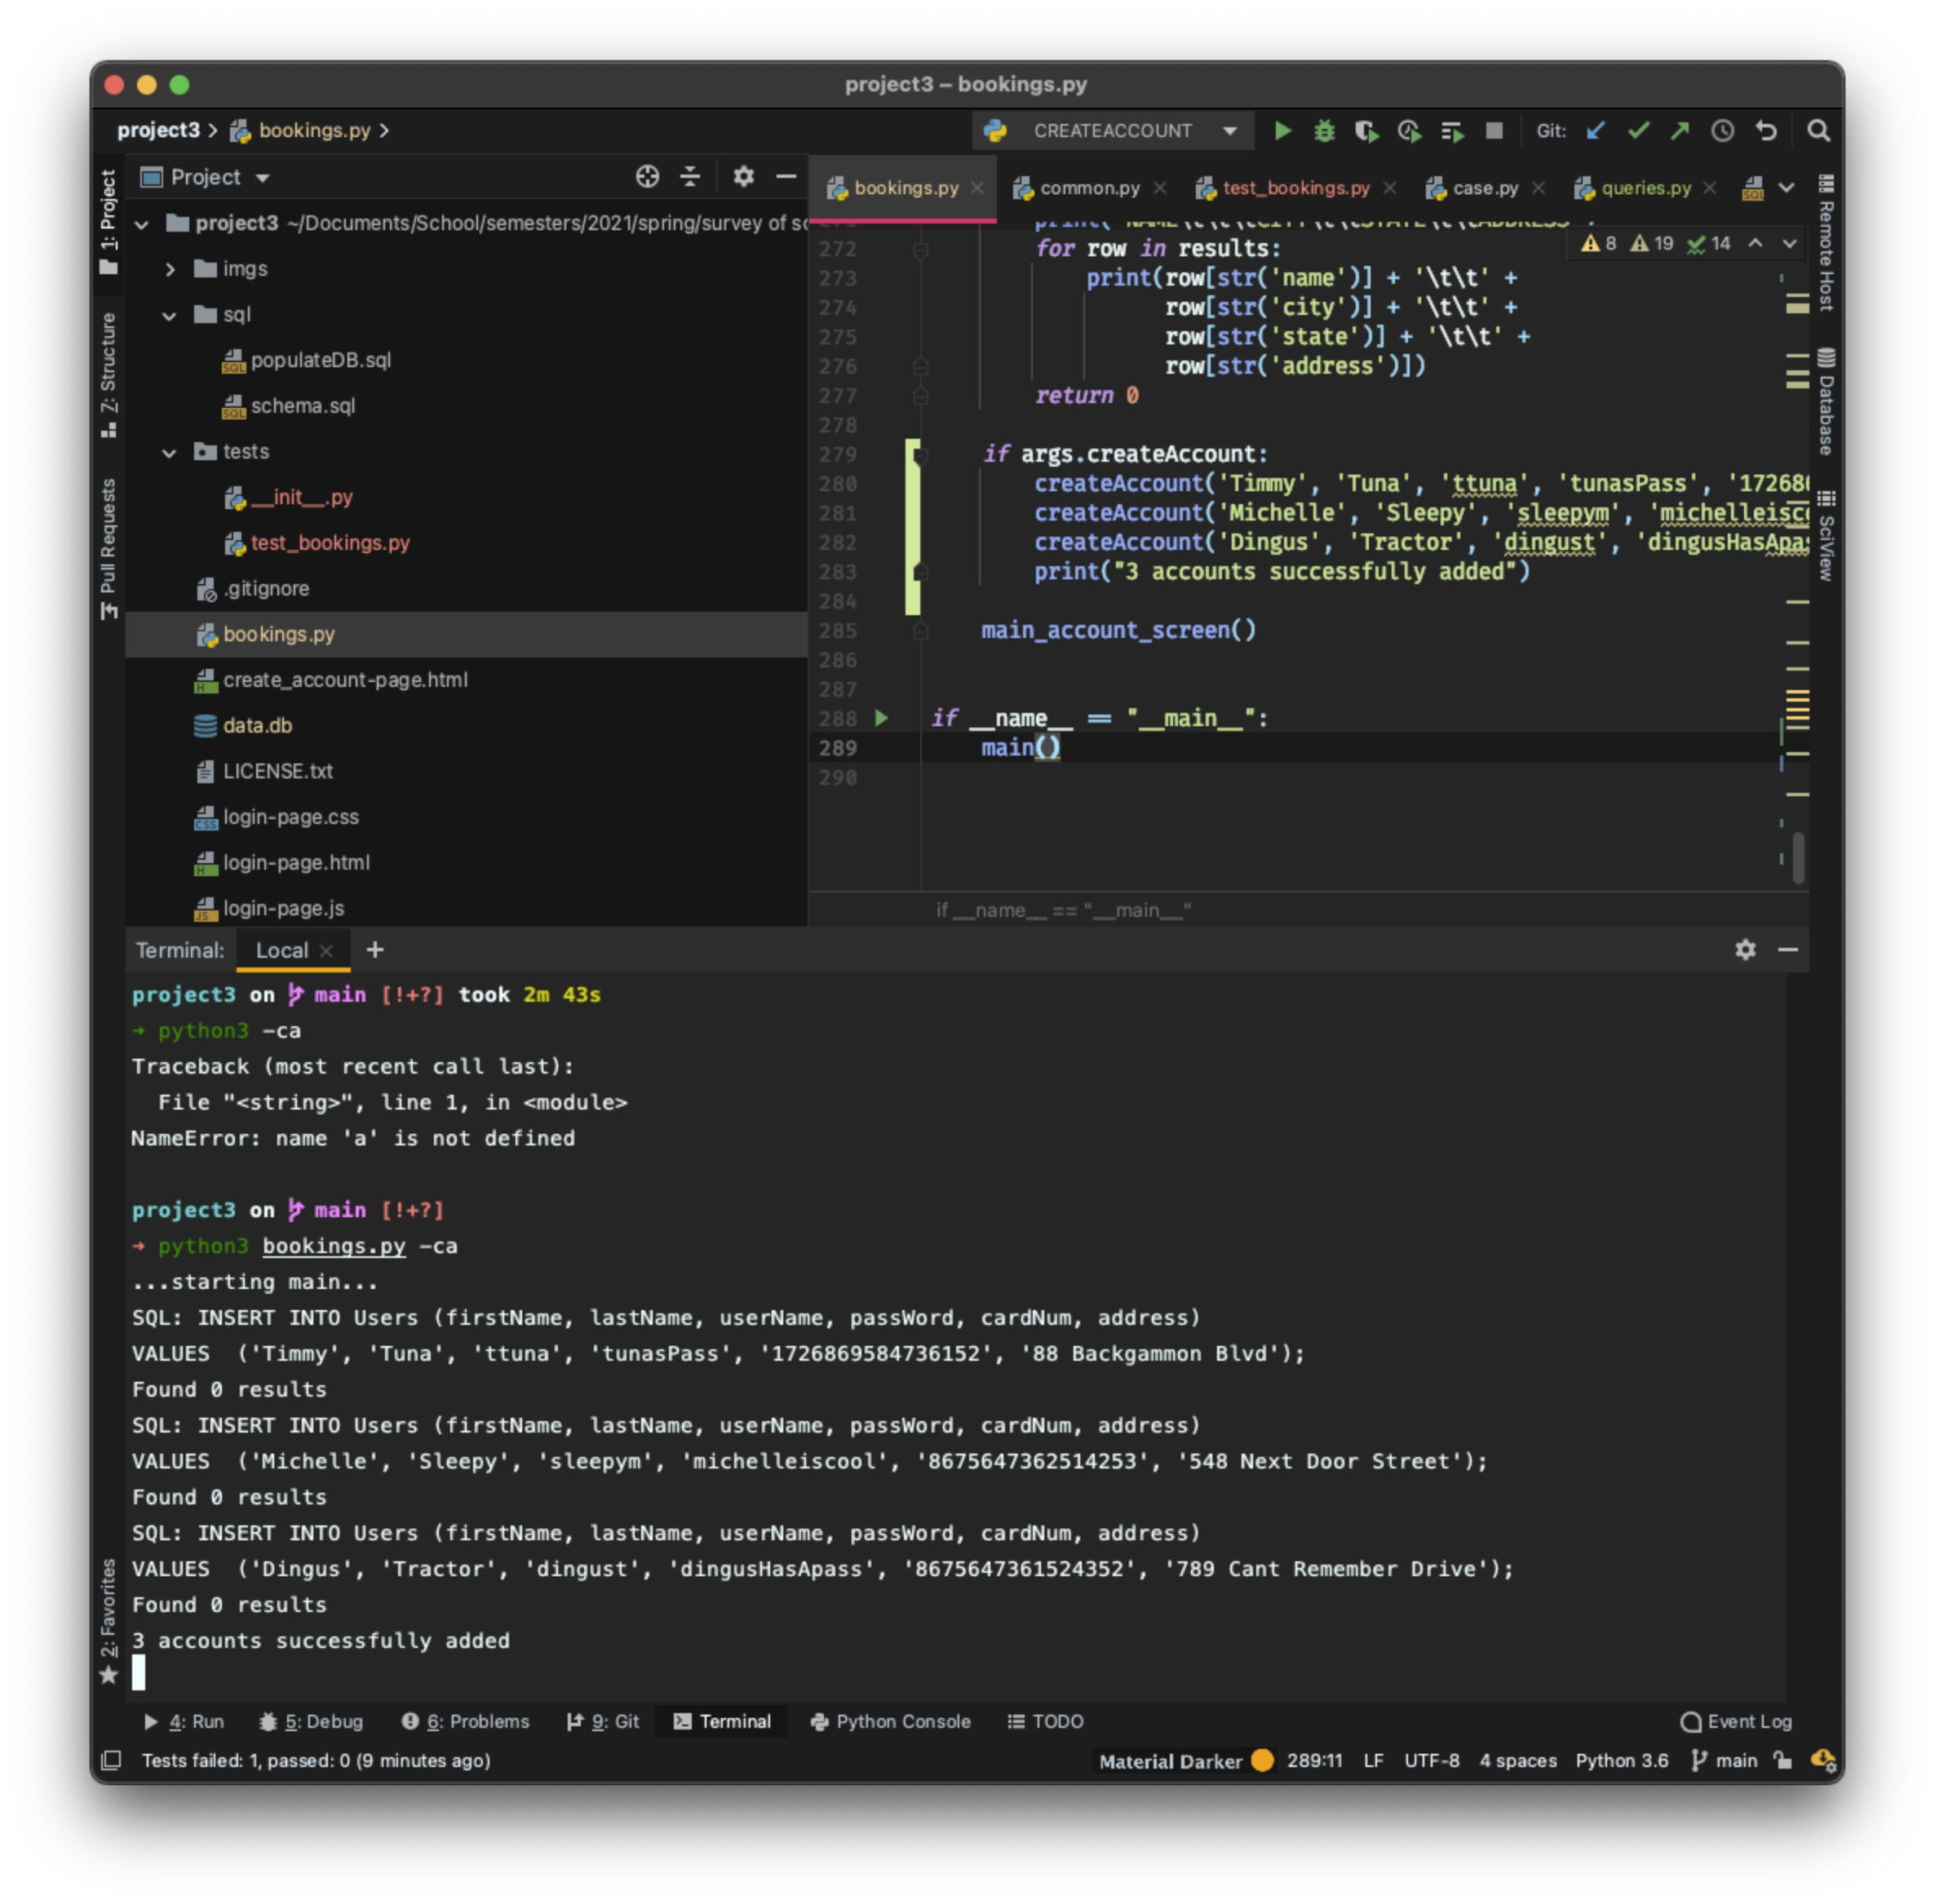 project3 – bookings.py
project3 > bookings.py >
CREATEACCOUNT
Git:
1: Project
Z: Structure
Pull Requests
2: Favorites
Project
project3 ~/Documents/School/semesters/2021/spring/survey of
imgs
sql
populateDB.sql
schema.sql
tests
__init__.py
test_bookings.py
.gitignore
bookings.py
create_account-page.html
data.db
LICENSE.txt
login-page.css
login-page.html
login-page.js
bookings.py
common.py
test_bookings.py
case.py
queries.py
8 19 14
272 for row in results:
273 print(row[str('name')] + '\t\t' +
274 row[str('city')] + '\t\t' +
275 row[str('state')] + '\t\t' +
276 row[str('address')])
277 return 0
278
279 if args.createAccount:
280 createAccount('Timmy', 'Tuna', 'ttuna', 'tunasPass', '17268
281 createAccount('Michelle', 'Sleepy', 'sleepym', 'michelleisc
282 createAccount('Dingus', 'Tractor', 'dingust', 'dingusHasApa
283 print("3 accounts successfully added")
284
285 main_account_screen()
286
287
288 if __name__ == "__main__":
289 main()
290
if __name__ == "__main__"
Remote Host
Database
SciView
Terminal: Local × +
project3 on main [!+?] took 2m 43s
→ python3 -ca
Traceback (most recent call last):
File "<string>", line 1, in <module>
NameError: name 'a' is not defined
project3 on main [!+?]
→ python3 bookings.py -ca
...starting main...
SQL: INSERT INTO Users (firstName, lastName, userName, passWord, cardNum, address)
VALUES ('Timmy', 'Tuna', 'ttuna', 'tunasPass', '1726869584736152', '88 Backgammon Blvd');
Found 0 results
SQL: INSERT INTO Users (firstName, lastName, userName, passWord, cardNum, address)
VALUES ('Michelle', 'Sleepy', 'sleepym', 'michelleiscool', '8675647362514253', '548 Next Door Street');
Found 0 results
SQL: INSERT INTO Users (firstName, lastName, userName, passWord, cardNum, address)
VALUES ('Dingus', 'Tractor', 'dingust', 'dingusHasApass', '8675647361524352', '789 Cant Remember Drive');
Found 0 results
3 accounts successfully added
4: Run 5: Debug 6: Problems 9: Git Terminal Python Console TODO Event Log
Tests failed: 1, passed: 0 (9 minutes ago) Material Darker 289:11 LF UTF-8 4 spaces Python 3.6 main